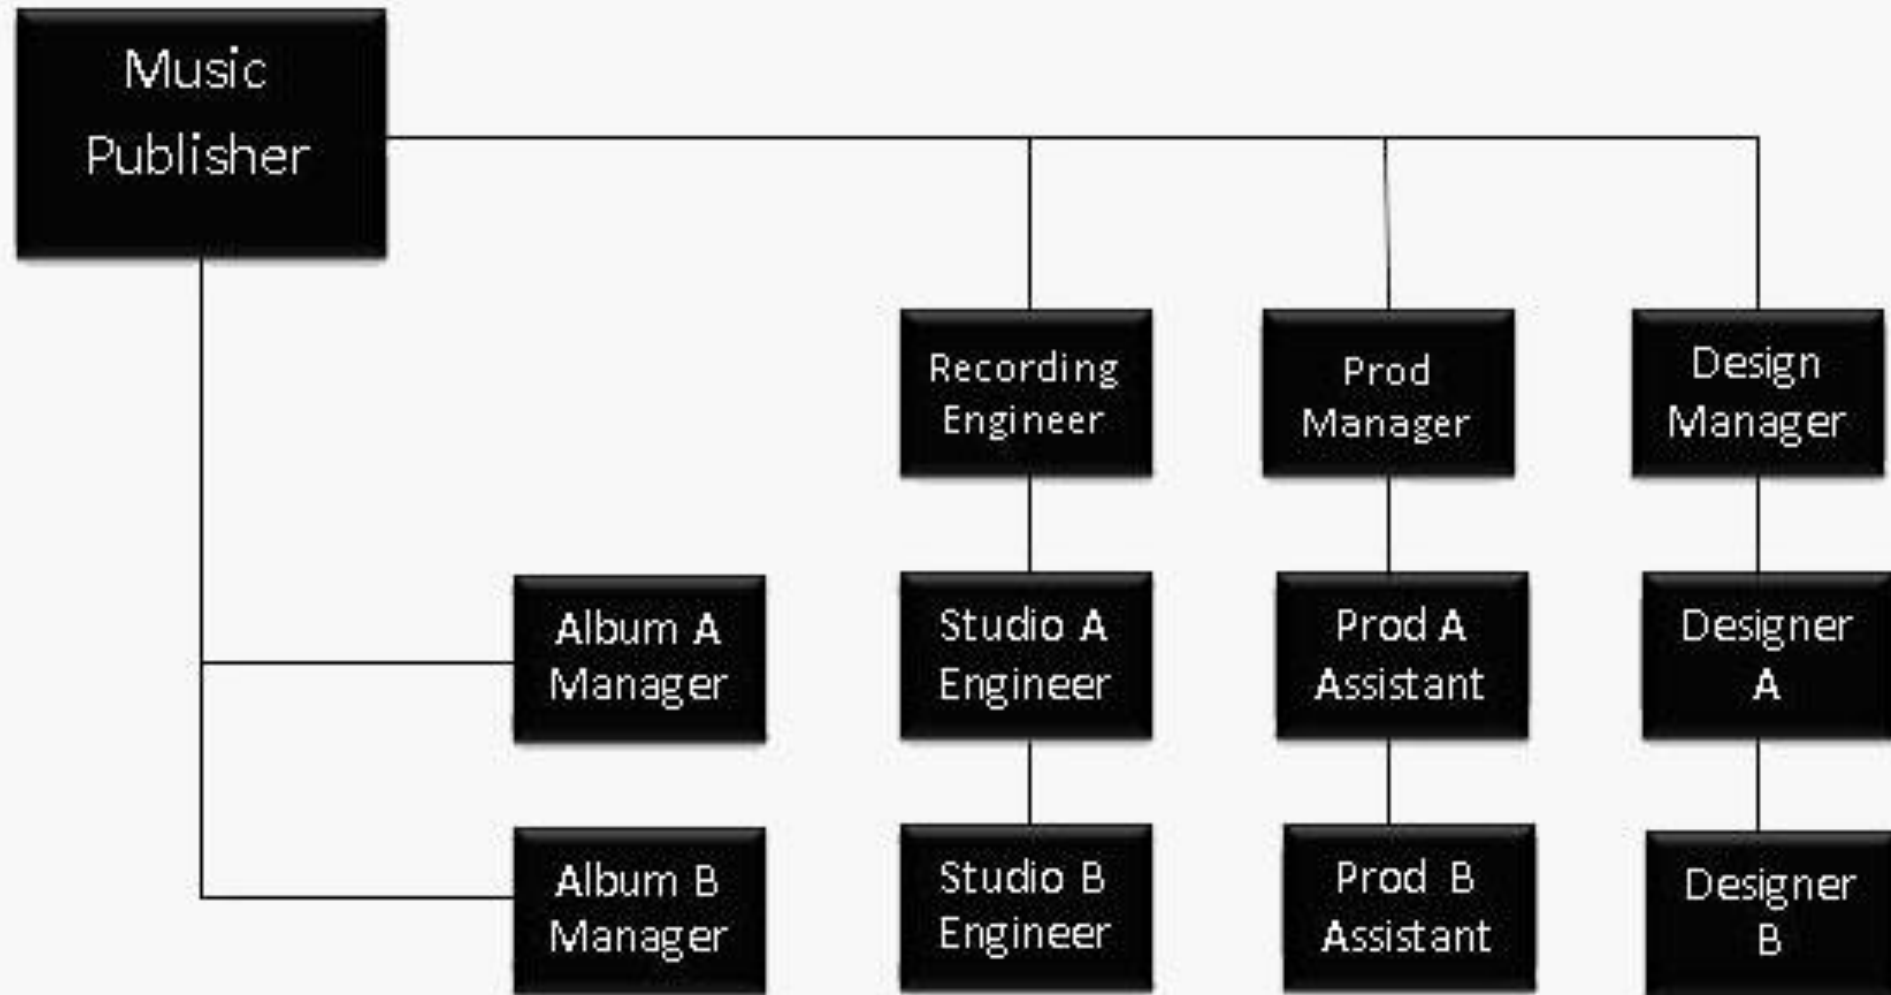 Music
Publisher
Recording
Engineer
Prod
Manager
Design
Manager
Album A
Manager
Studio A
Engineer
Prod A
Assistant
Designer
A
Album B
Manager
Studio B
Engineer
Prod B
Assistant
Designer
B